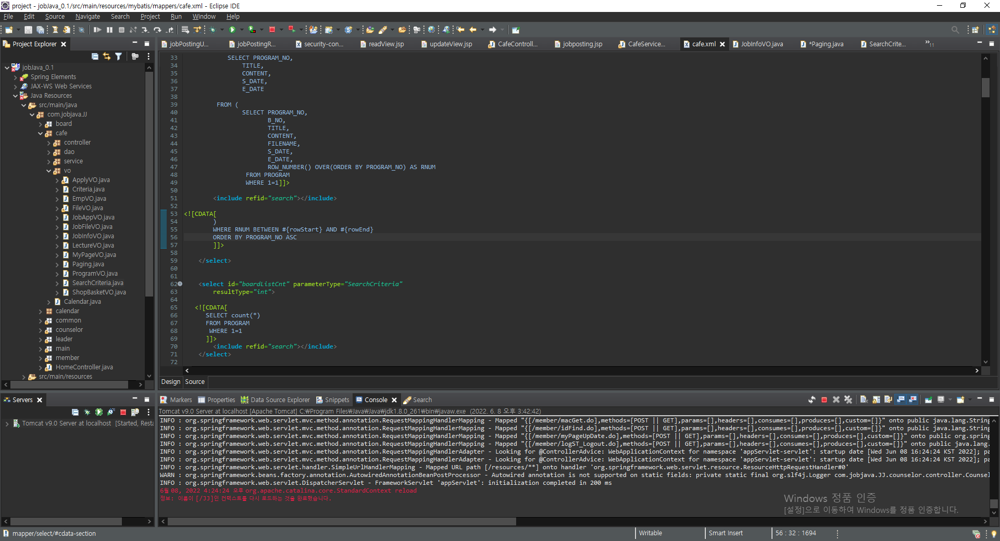 project - jobJava_0.1/src/main/resources/mybatis/mappers/cafe.xml - Eclipse IDE
File Edit Source Navigate Search Project Run Window Help
Project Explorer
jobPostingU... jobPostingR... security-con... readView.jsp updateView.jsp CafeControll... jobposting.jsp CafeService... cafe.xml JobInfoVO.java *Paging.java SearchCrite... »11
jobJava_0.1
Spring Elements
JAX-WS Web Services
Java Resources
src/main/java
com.jobjava.JJ
board
cafe
controller
dao
service
vo
ApplyVO.java
Criteria.java
EmpVO.java
FileVO.java
JobAppVO.java
JobFileVO.java
JobInfoVO.java
LectureVO.java
MyPageVO.java
Paging.java
ProgramVO.java
SearchCriteria.java
ShopBasketVO.java
Calendar.java
calendar
common
counselor
leader
main
member
HomeController.java
src/main/resources
33 SELECT PROGRAM_NO,
34 TITLE,
35 CONTENT,
36 S_DATE,
37 E_DATE
38
39 FROM (
40 SELECT PROGRAM_NO,
41 B_NO,
42 TITLE,
43 CONTENT,
44 FILENAME,
45 S_DATE,
46 E_DATE,
47 ROW_NUMBER() OVER(ORDER BY PROGRAM_NO) AS RNUM
48 FROM PROGRAM
49 WHERE 1=1]]>
50
51 <include refid="search"></include>
52
53 <![CDATA[
54 )
55 WHERE RNUM BETWEEN #{rowStart} AND #{rowEnd}
56 ORDER BY PROGRAM_NO ASC
57 ]]>
58
59 </select>
60
61
62 <select id="boardListCnt" parameterType="SearchCriteria"
63 resultType="int">
64
65 <![CDATA[
66 SELECT count(*)
67 FROM PROGRAM
68 WHERE 1=1
69 ]]>
70 <include refid="search"></include>
71 </select>
72
Design Source
Servers
Tomcat v9.0 Server at localhost [Started, Resta
Markers Properties Data Source Explorer Snippets Console Search
Tomcat v9.0 Server at localhost [Apache Tomcat] C:₩Program Files₩Java₩Java₩jdk1.8.0_261₩bin₩javaw.exe (2022. 6. 8 오후 3:42:42)
INFO : org.springframework.web.servlet.mvc.method.annotation.RequestMappingHandlerMapping - Mapped "{[/member/macGet.do],methods=[POST || GET],params=[],headers=[],consumes=[],produces=[],custom=[]}" onto public java.lang.String
INFO : org.springframework.web.servlet.mvc.method.annotation.RequestMappingHandlerMapping - Mapped "{[/member/idFind.do],methods=[POST || GET],params=[],headers=[],consumes=[],produces=[],custom=[]}" onto public java.lang.String
INFO : org.springframework.web.servlet.mvc.method.annotation.RequestMappingHandlerMapping - Mapped "{[/member/myPageUpDate.do],methods=[POST || GET],params=[],headers=[],consumes=[],produces=[],custom=[]}" onto public org.spring
INFO : org.springframework.web.servlet.mvc.method.annotation.RequestMappingHandlerMapping - Mapped "{[/member/logST_Logout.do],methods=[POST || GET],params=[],headers=[],consumes=[],produces=[],custom=[]}" onto public java.lang.
INFO : org.springframework.web.servlet.mvc.method.annotation.RequestMappingHandlerAdapter - Looking for @ControllerAdvice: WebApplicationContext for namespace 'appServlet-servlet': startup date [Wed Jun 08 16:24:24 KST 2022]; pa
INFO : org.springframework.web.servlet.mvc.method.annotation.RequestMappingHandlerAdapter - Looking for @ControllerAdvice: WebApplicationContext for namespace 'appServlet-servlet': startup date [Wed Jun 08 16:24:24 KST 2022]; pa
INFO : org.springframework.web.servlet.handler.SimpleUrlHandlerMapping - Mapped URL path [/resources/**] onto handler 'org.springframework.web.servlet.resource.ResourceHttpRequestHandler#0'
WARN : org.springframework.beans.factory.annotation.AutowiredAnnotationBeanPostProcessor - Autowired annotation is not supported on static fields: private static final org.slf4j.Logger com.jobjava.JJ.counselor.controller.Counsel
INFO : org.springframework.web.servlet.DispatcherServlet - FrameworkServlet 'appServlet': initialization completed in 200 ms
6월 08, 2022 4:24:24 오후 org.apache.catalina.core.StandardContext reload
정보: 이름이 [/JJ]인 컨텍스트를 다시 로드하는 것을 완료했습니다.
Windows 정품 인증
[설정]으로 이동하여 Windows를 정품 인증합니다.
mapper/select/#cdata-section
Writable Smart Insert 56 : 32 : 1694